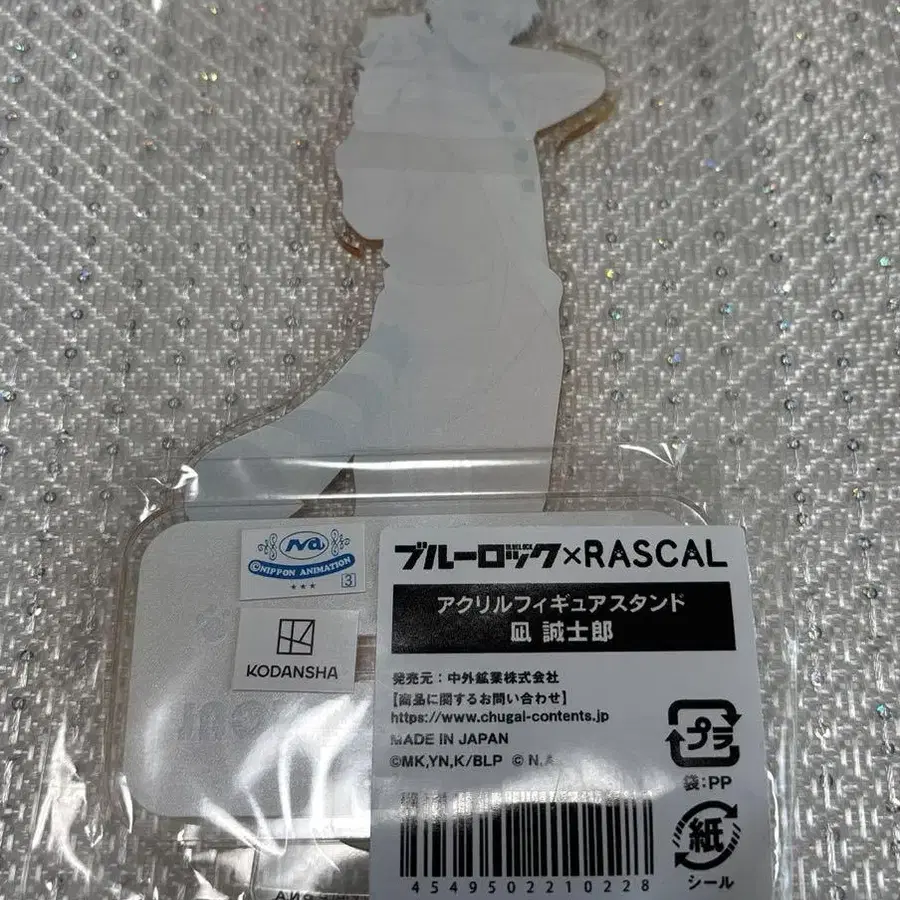 Na
©NIPPON ANIMATION
★★★
3
KODANSHA
ブルーロック×RASCAL
アクリルフィギュアスタンド
凪 誠士郎
発売元：中外鉱業株式会社
【商品に関するお問い合わせ】
https://www.chugai-contents.jp
MADE IN JAPAN
©MK,YN,K/BLP © N.A.
プラ
袋：PP
紙
シール
4549502210228